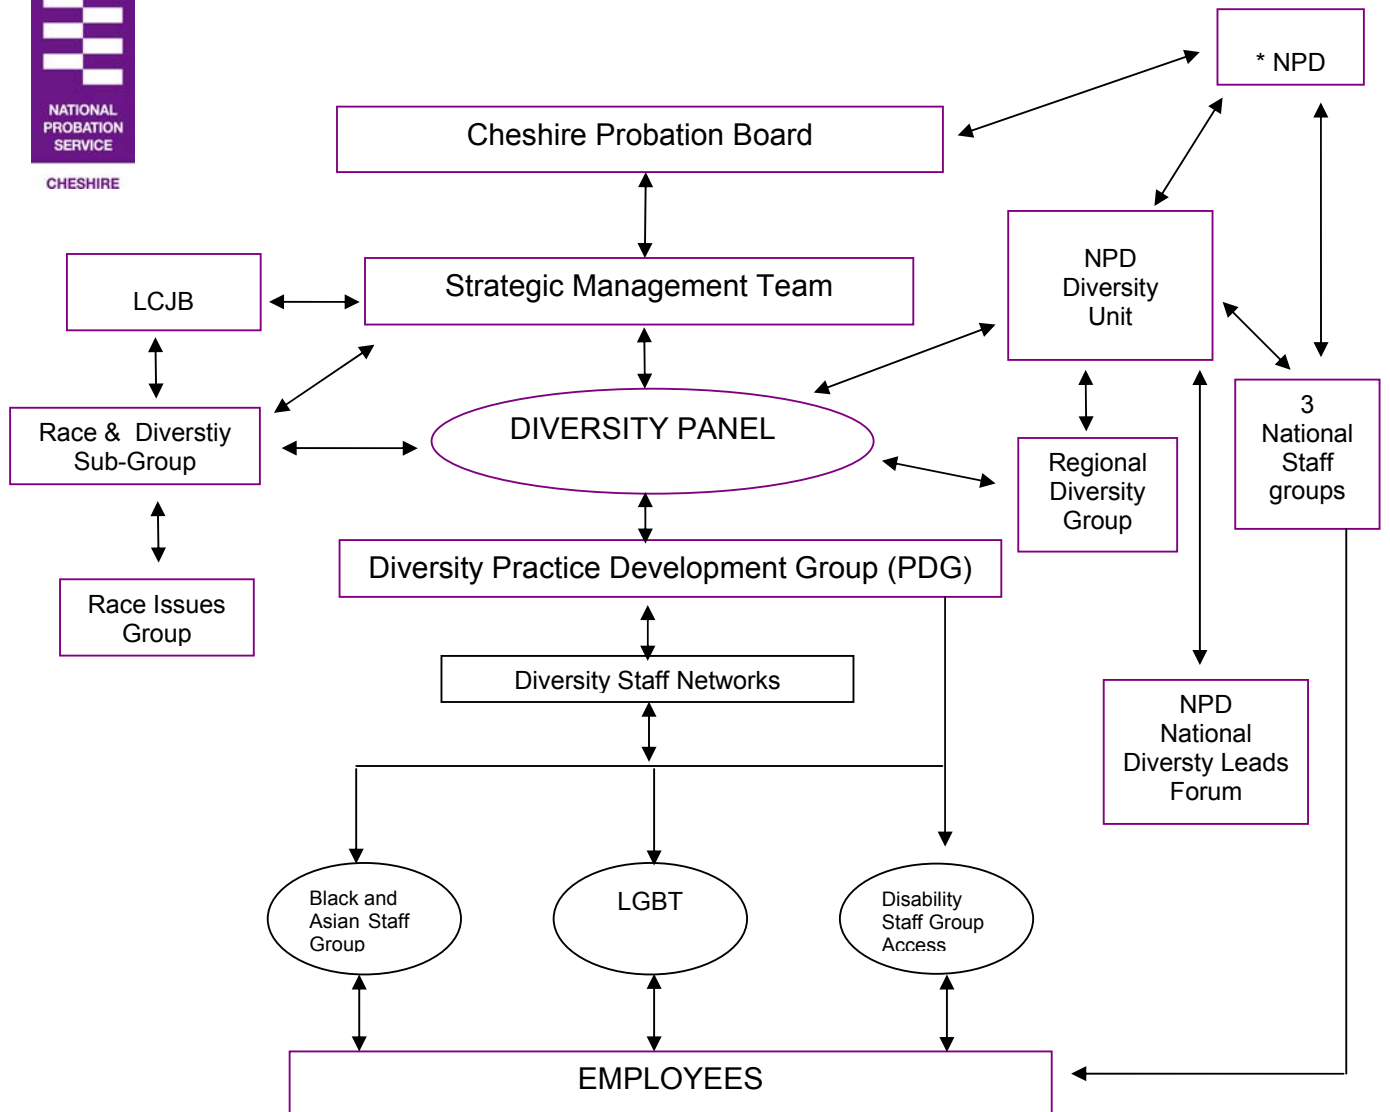 NATIONAL
PROBATION
SERVICE
CHESHIRE
* NPD
Cheshire Probation Board
NPD
Diversity
Unit
LCJB
Strategic Management Team
Race & Diverstiy
Sub-Group
DIVERSITY PANEL
Regional
Diversity
Group
3
National
Staff
groups
Diversity Practice Development Group (PDG)
Race Issues
Group
Diversity Staff Networks
NPD
National
Diversty Leads
Forum
Black and
Asian Staff
Group
LGBT
Disability
Staff Group
Access
EMPLOYEES